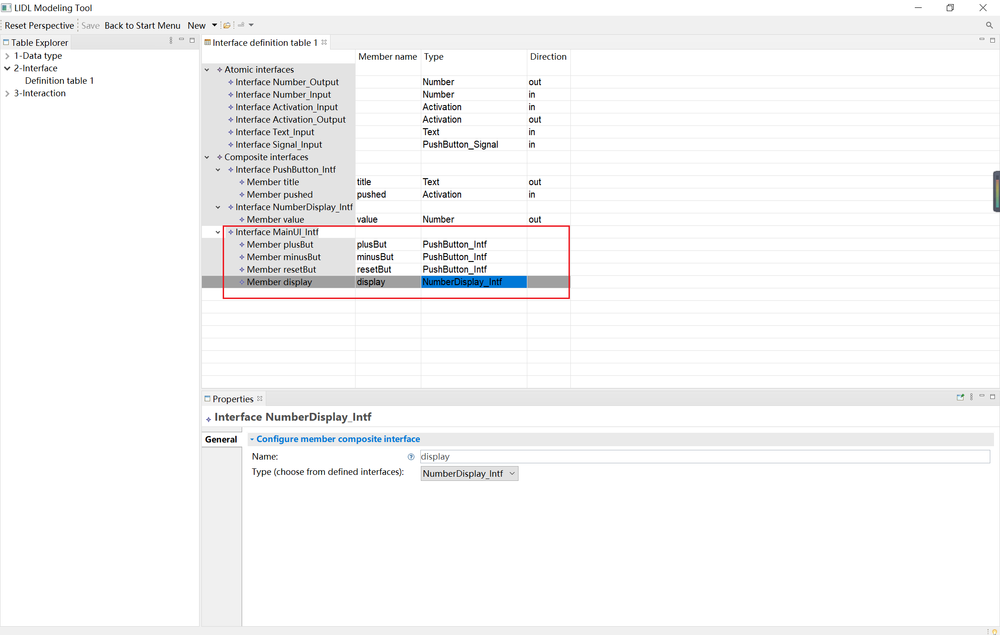 LIDL Modeling Tool
Reset Perspective Save Back to Start Menu New
Table Explorer
1-Data type
2-Interface
Definition table 1
3-Interaction
Interface definition table 1
Member name Type Direction
Atomic interfaces
Interface Number_Output Number out
Interface Number_Input Number in
Interface Activation_Input Activation in
Interface Activation_Output Activation out
Interface Text_Input Text in
Interface Signal_Input PushButton_Signal in
Composite interfaces
Interface PushButton_Intf
Member title title Text out
Member pushed pushed Activation in
Interface NumberDisplay_Intf
Member value value Number out
Interface MainUI_Intf
Member plusBut plusBut PushButton_Intf
Member minusBut minusBut PushButton_Intf
Member resetBut resetBut PushButton_Intf
Member display display NumberDisplay_Intf
Properties
Interface NumberDisplay_Intf
General
Configure member composite interface
Name: display
Type (choose from defined interfaces): NumberDisplay_Intf